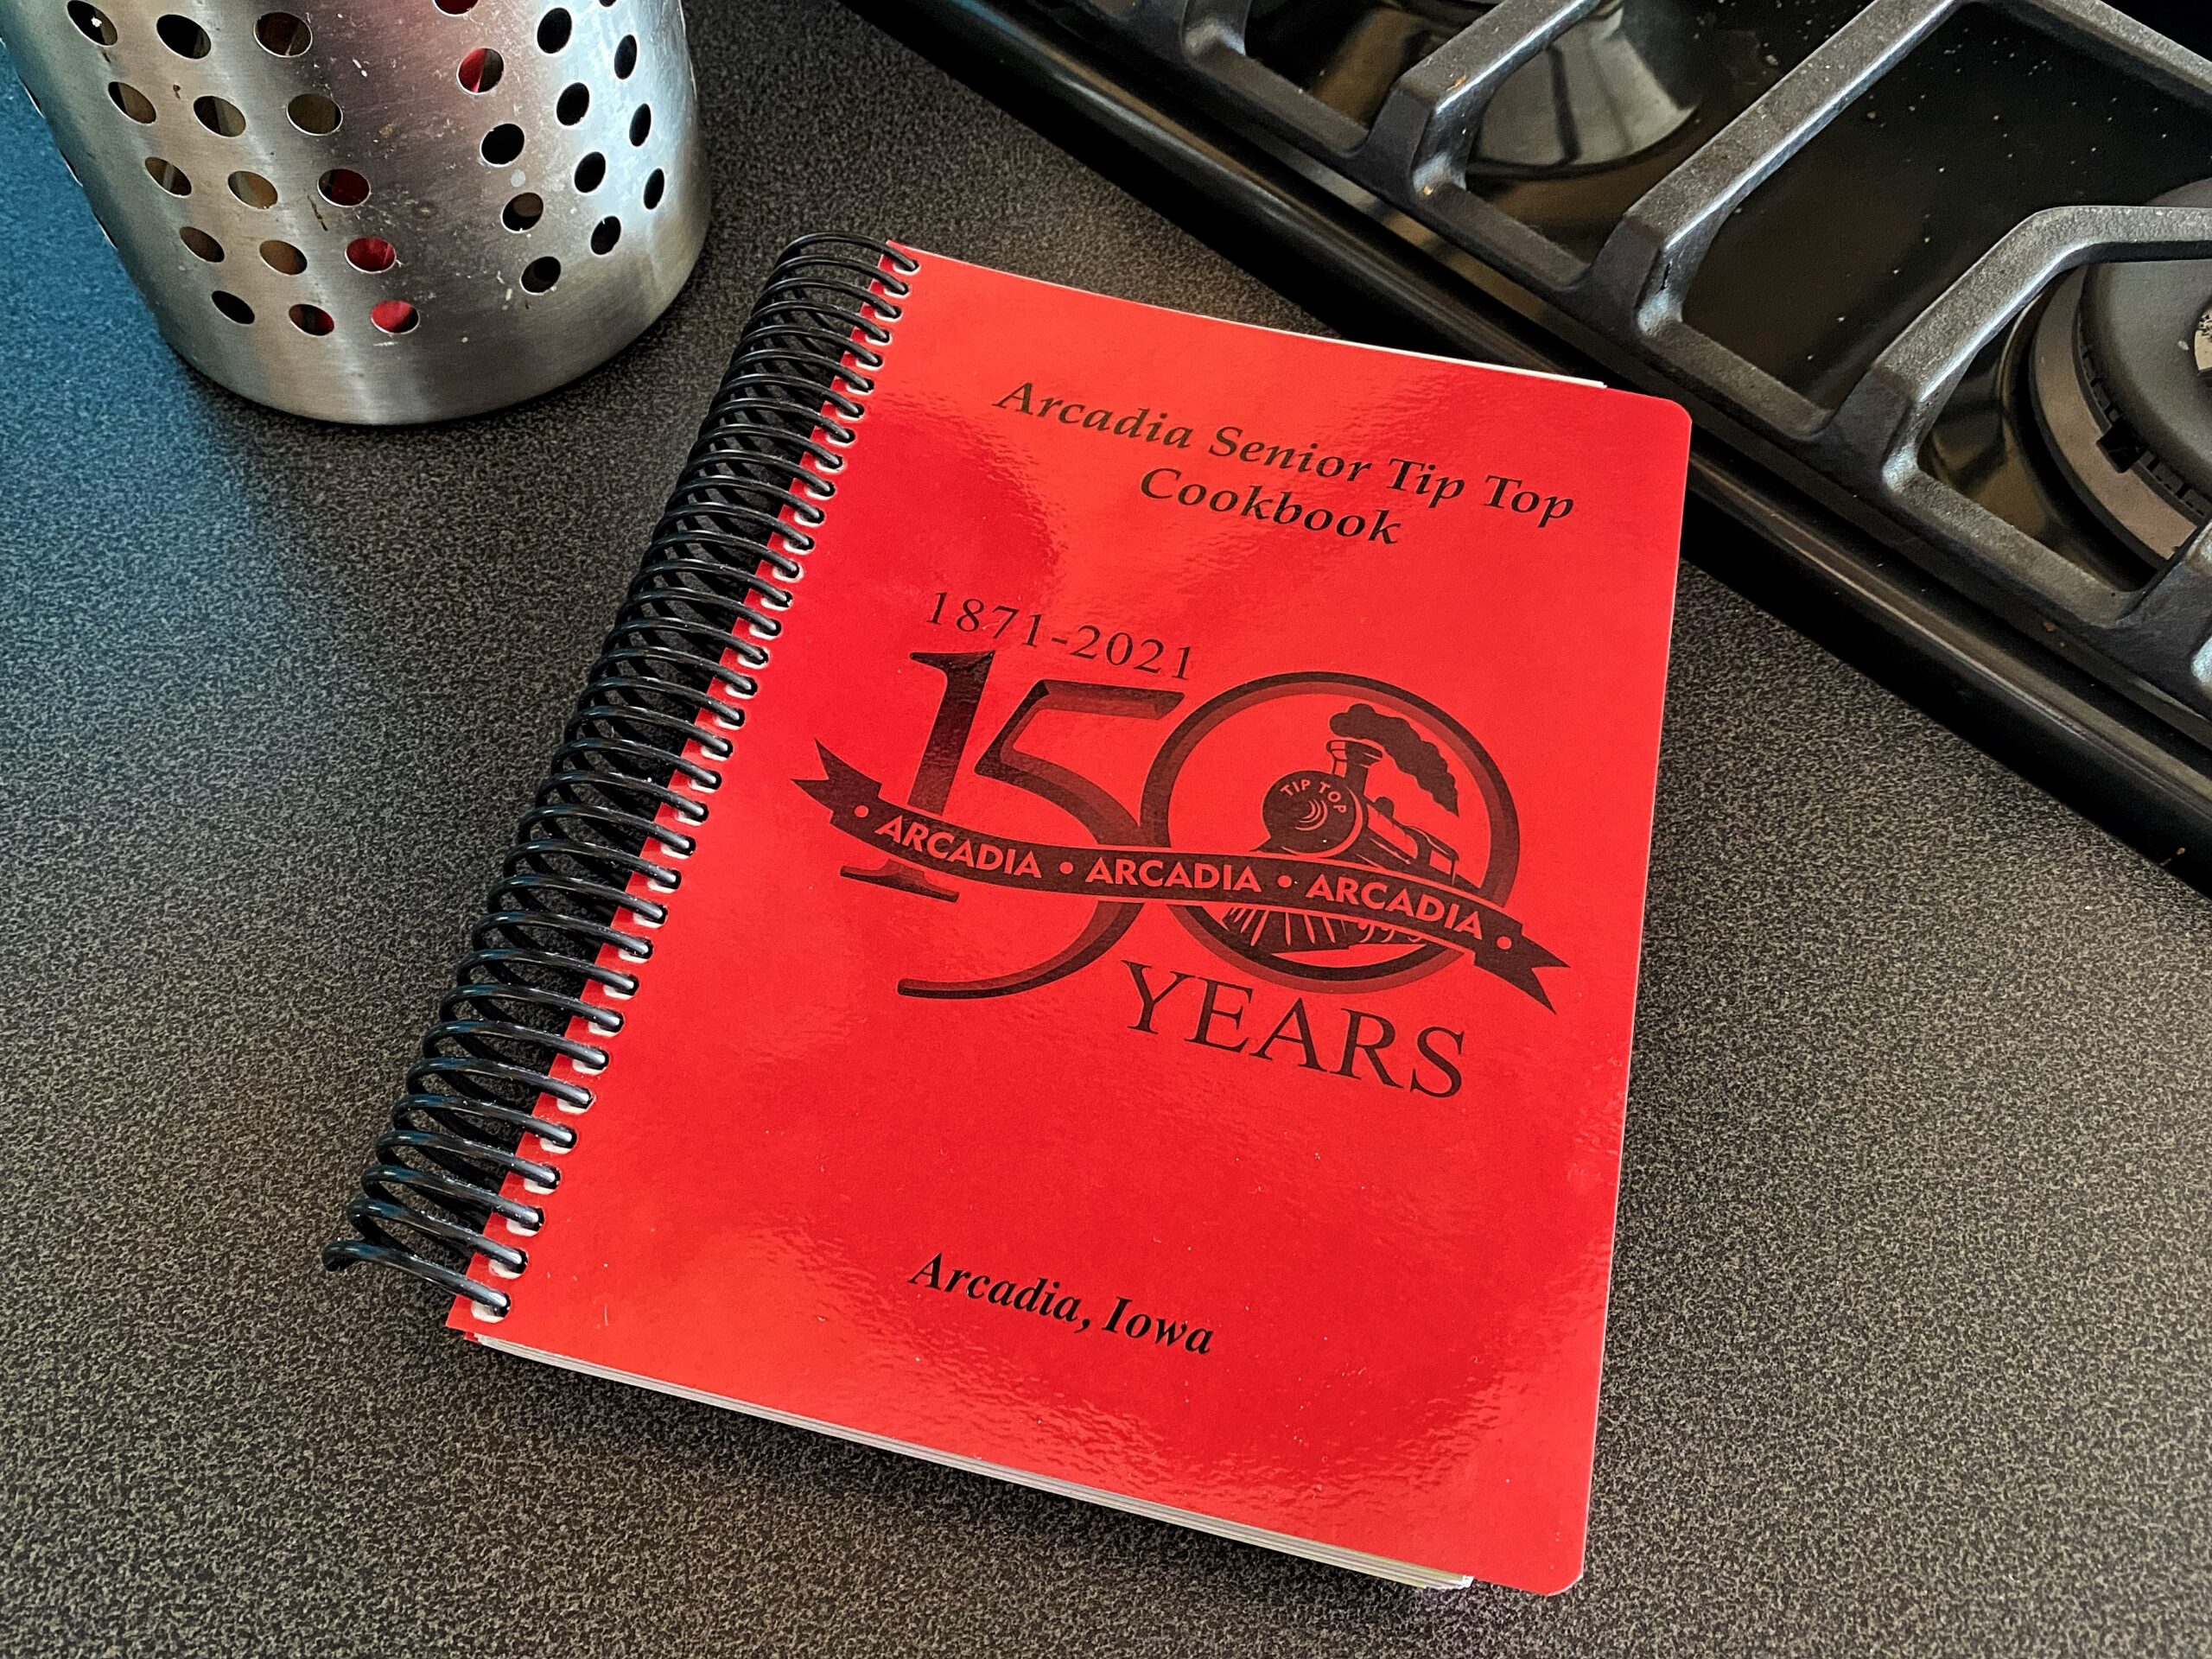 Arcadia Senior Tip Top
Cookbook
1871-2021
150
TIP TOP
ARCADIA • ARCADIA • ARCADIA
YEARS
Arcadia, Iowa